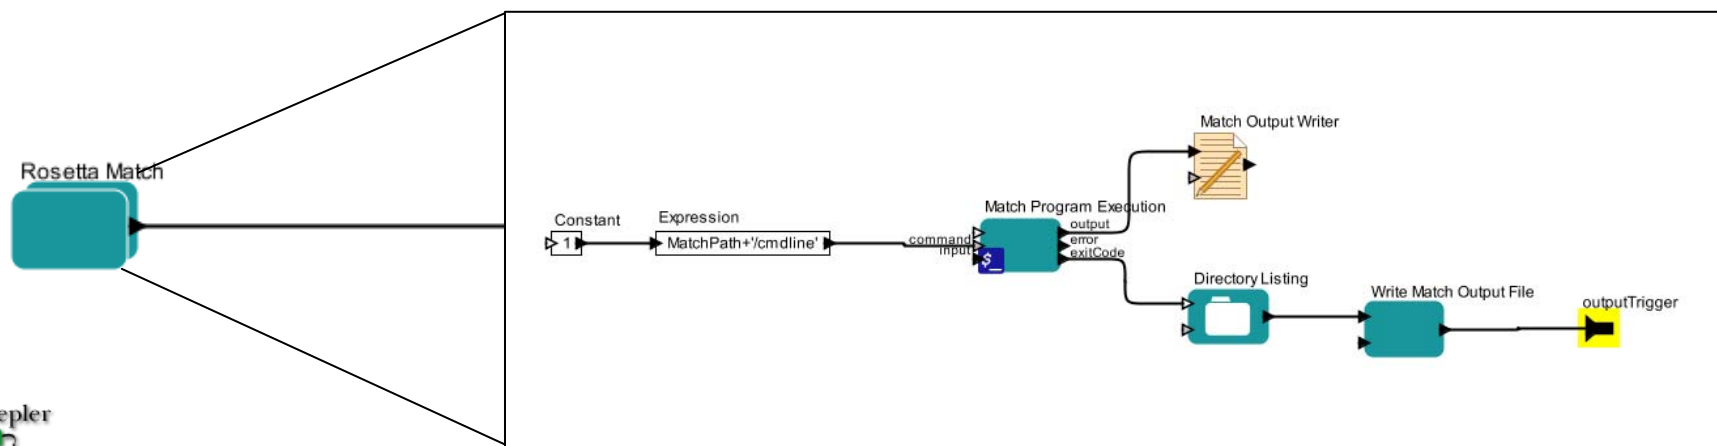 Rosetta Match
Constant
1
Expression
MatchPath+'/cmdline'
Match Program Execution
command
input
$_
output
error
exitCode
Match Output Writer
Directory Listing
Write Match Output File
outputTrigger
epler